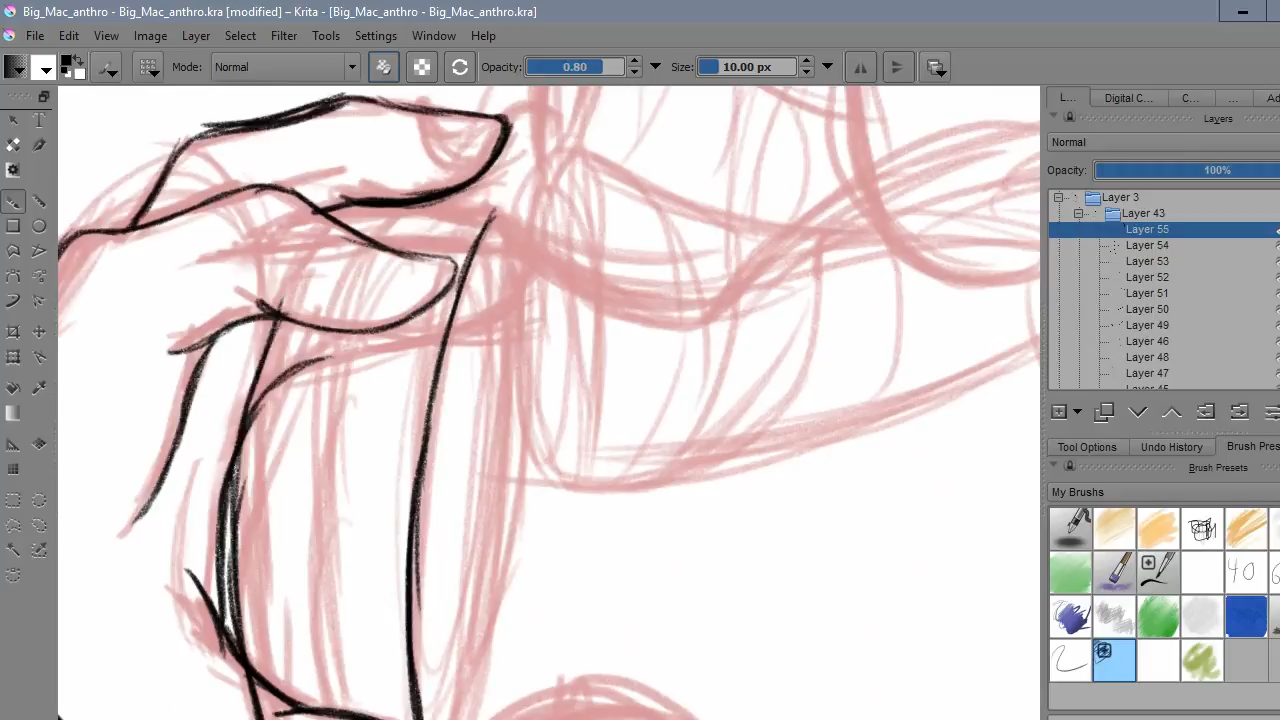 Big_Mac_anthro - Big_Mac_anthro.kra [modified] – Krita - [Big_Mac_anthro - Big_Mac_anthro.kra]
File Edit View Image Layer Select Filter Tools Settings Window Help
Mode: Normal Opacity: 0.80 Size: 10.00 px
L... Digital C... C... ... Ad
Layers
Normal
Opacity: 100%
Layer 3
Layer 43
Layer 55
Layer 54
Layer 53
Layer 52
Layer 51
Layer 50
Layer 49
Layer 46
Layer 48
Layer 47
Tool Options Undo History Brush Pres
Brush Presets
My Brushes
40